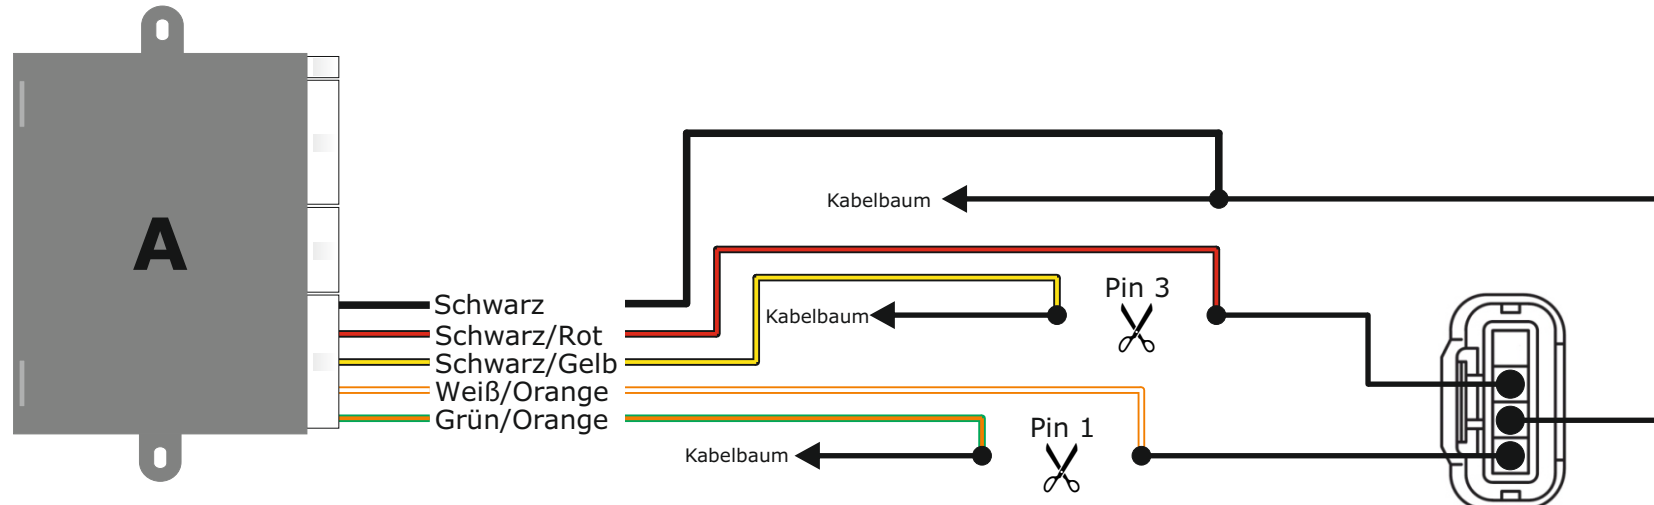 A
Kabelbaum
Pin 3
Schwarz
Kabelbaum
Schwarz/Rot
Schwarz/Gelb
Weiß/Orange
Grün/Orange
Pin 1
Kabelbaum